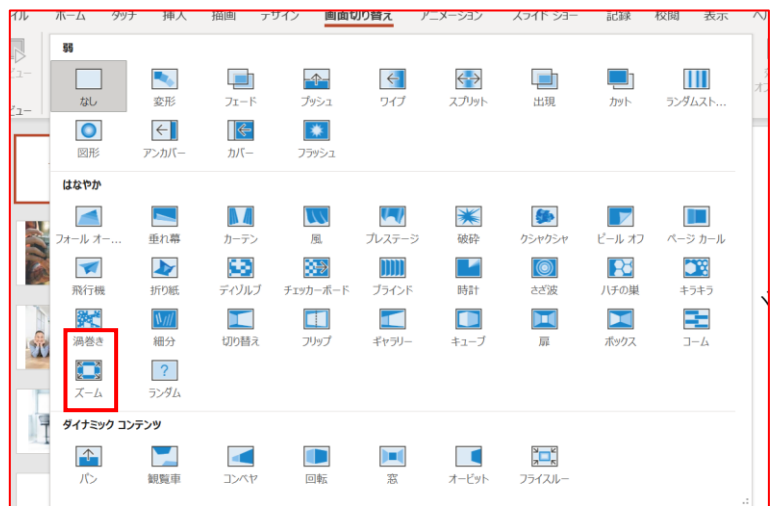 イル ホーム タッチ 挿入 描画 デザイン 画面切り替え アニメーション スライド ショー 記録 校閲 表示 ヘ
弱
なし 変形 フェード プッシュ ワイプ スプリット 出現 カット ランダムスト...
図形 アンカバー カバー フラッシュ
はなやか
フォール オー... 垂れ幕 カーテン 風 プレステージ 破砕 クシャクシャ ピール オフ ページ カール
飛行機 折り紙 ディゾルブ チェッカーボード ブラインド 時計 さざ波 ハチの巣 キラキラ
渦巻き 細分 切り替え フリップ ギャラリー キューブ 扉 ボックス コーム
ズーム ランダム
ダイナミック コンテンツ
パン 観覧車 コンベヤ 回転 窓 オービット フライスルー